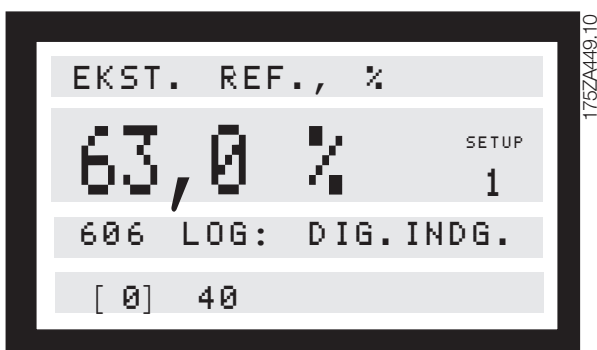 EKST. REF., %
63,0 %
SETUP
1
606 LOG: DIG.INDG.
[ 0] 40
175ZA449.10